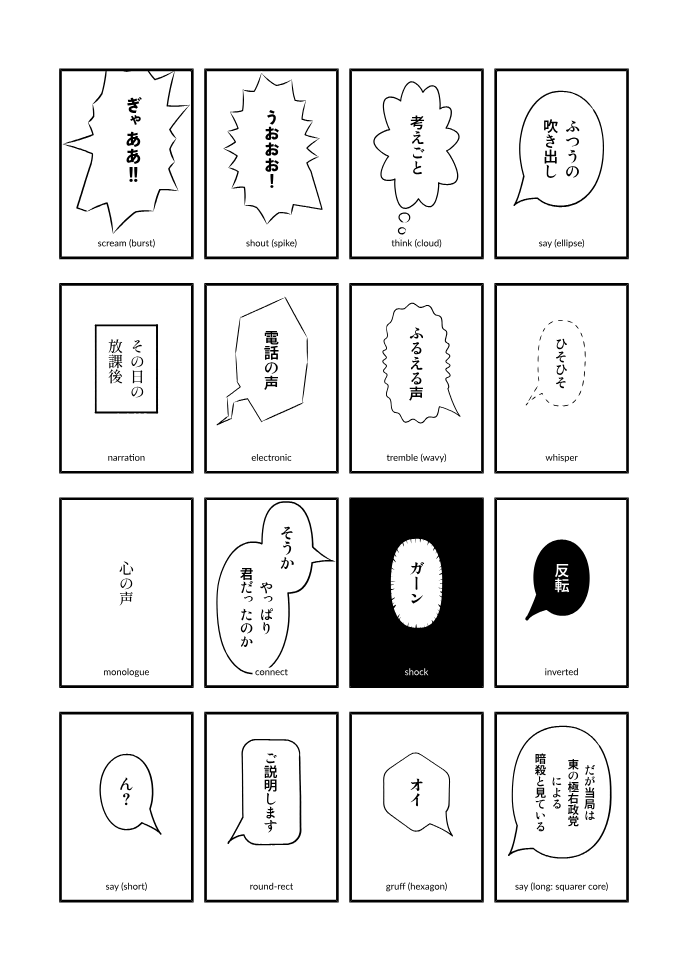 ぎゃああ!!
scream (burst)
うおおお！
shout (spike)
考えごと
think (cloud)
ふつうの
吹き出し
say (ellipse)
その日の
放課後
narration
電話の声
electronic
ふるえる声
tremble (wavy)
ひそひそ
whisper
心の声
monologue
そうか
やっぱり
君だったのか
connect
ガーン
shock
反転
inverted
ん？
say (short)
ご説明します
round-rect
オイ
gruff (hexagon)
だが当局は
東の極右政党
による
暗殺と見ている
say (long: squarer core)